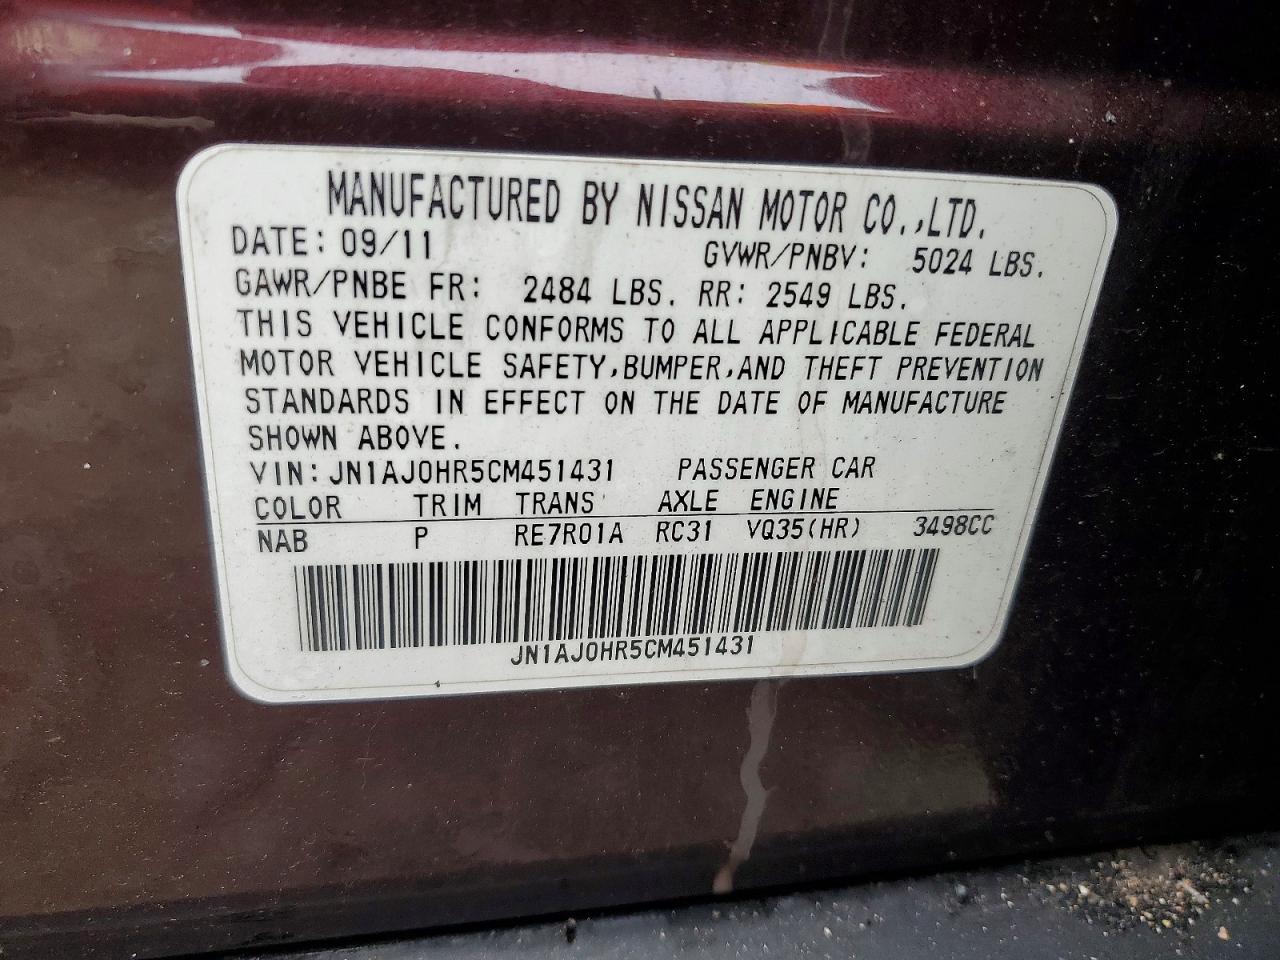 MANUFACTURED BY NISSAN MOTOR CO.,LTD.
DATE: 09/11 GVWR/PNBV: 5024 LBS.
GAWR/PNBE FR: 2484 LBS. RR: 2549 LBS.
THIS VEHICLE CONFORMS TO ALL APPLICABLE FEDERAL
MOTOR VEHICLE SAFETY,BUMPER,AND THEFT PREVENTION
STANDARDS IN EFFECT ON THE DATE OF MANUFACTURE
SHOWN ABOVE.
VIN:JN1AJ0HR5CM451431 PASSENGER CAR
COLOR TRIM TRANS AXLE ENGINE
NAB P RE7R01A RC31 VQ35(HR) 3498CC
JN1AJ0HR5CM451431